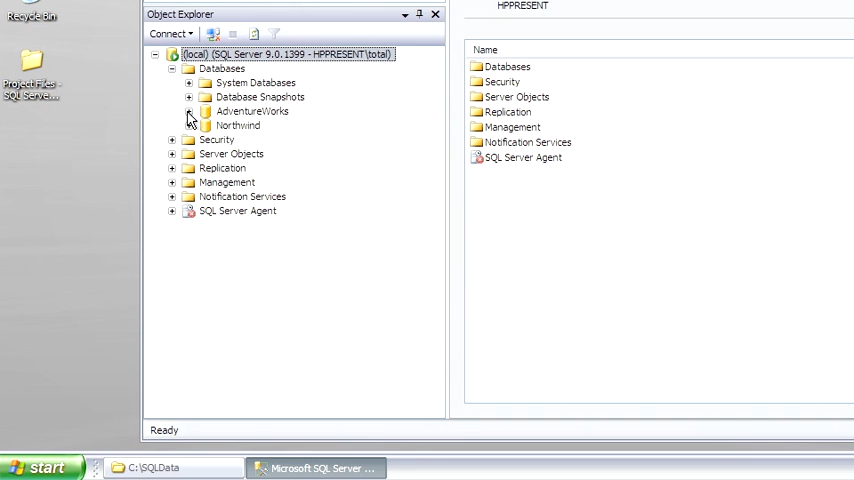 Recycle Bin
Project Files -
SQL Serve...
Object Explorer
Connect
(local) (SQL Server 9.0.1399 - HPPRESENT\total)
Databases
System Databases
Database Snapshots
AdventureWorks
Northwind
Security
Server Objects
Replication
Management
Notification Services
SQL Server Agent
Ready
HPPRESENT
Name
Databases
Security
Server Objects
Replication
Management
Notification Services
SQL Server Agent
start
C:\SQLData
Microsoft SQL Server ...